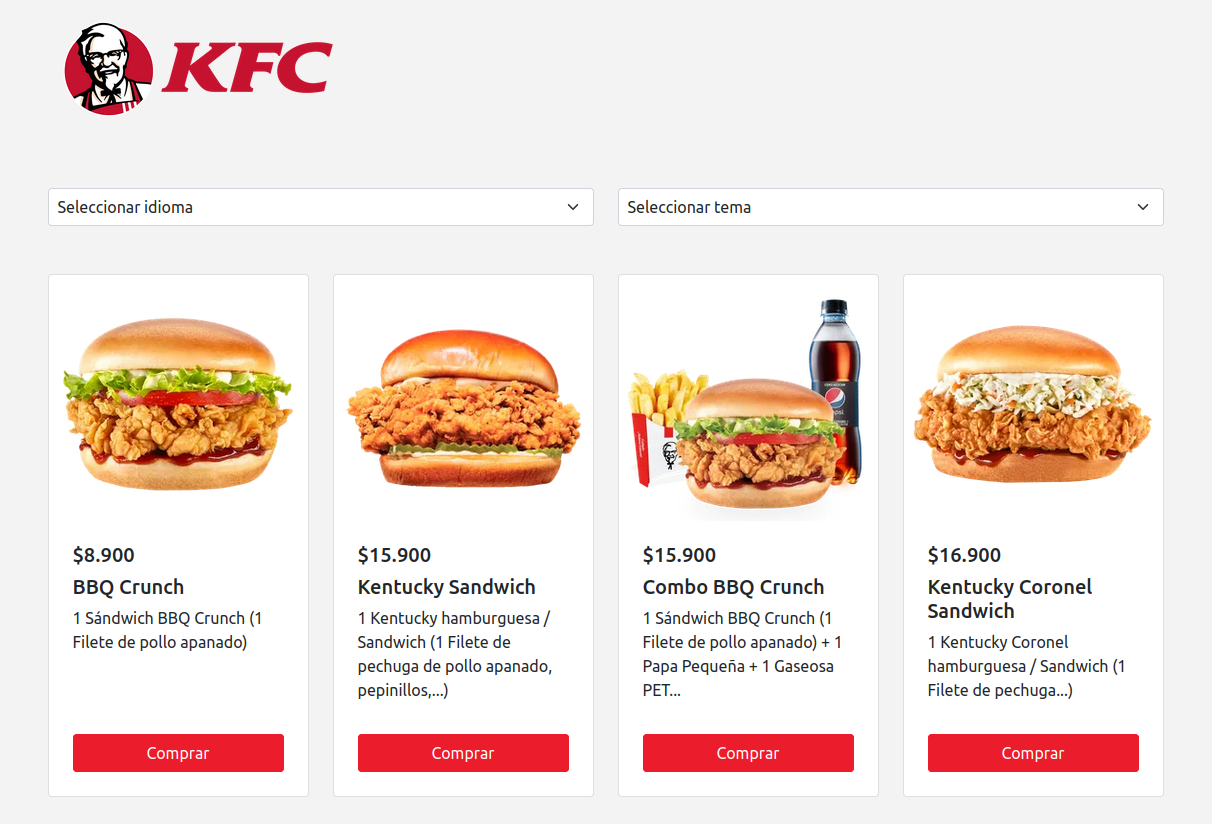 KFC
Seleccionar idioma
Seleccionar tema
$8.900
BBQ Crunch
1 Sándwich BBQ Crunch (1
Filete de pollo apanado)
Comprar
$15.900
Kentucky Sandwich
1 Kentucky hamburguesa /
Sandwich (1 Filete de
pechuga de pollo apanado,
pepinillos,...)
Comprar
pepsi
$15.900
Combo BBQ Crunch
1 Sándwich BBQ Crunch (1
Filete de pollo apanado) + 1
Papa Pequeña + 1 Gaseosa
PET...
Comprar
$16.900
Kentucky Coronel
Sandwich
1 Kentucky Coronel
hamburguesa / Sandwich (1
Filete de pechuga...)
Comprar